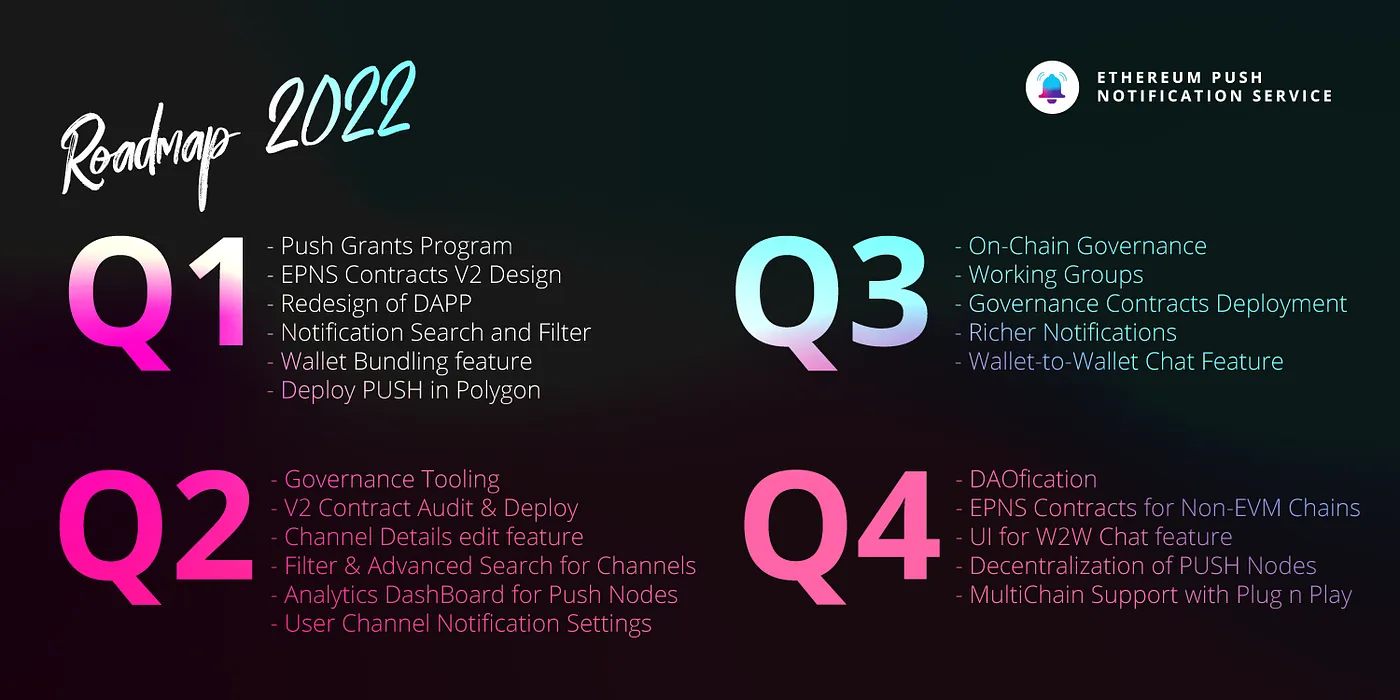 Roadmap 2022
ETHEREUM PUSH
NOTIFICATION SERVICE
Q1
- Push Grants Program
- EPNS Contracts V2 Design
- Redesign of DAPP
- Notification Search and Filter
- Wallet Bundling feature
- Deploy PUSH in Polygon
Q2
- Governance Tooling
- V2 Contract Audit & Deploy
- Channel Details edit feature
- Filter & Advanced Search for Channels
- Analytics DashBoard for Push Nodes
- User Channel Notification Settings
Q3
- On-Chain Governance
- Working Groups
- Governance Contracts Deployment
- Richer Notifications
- Wallet-to-Wallet Chat Feature
Q4
- DAOfication
- EPNS Contracts for Non-EVM Chains
- UI for W2W Chat feature
- Decentralization of PUSH Nodes
- MultiChain Support with Plug n Play